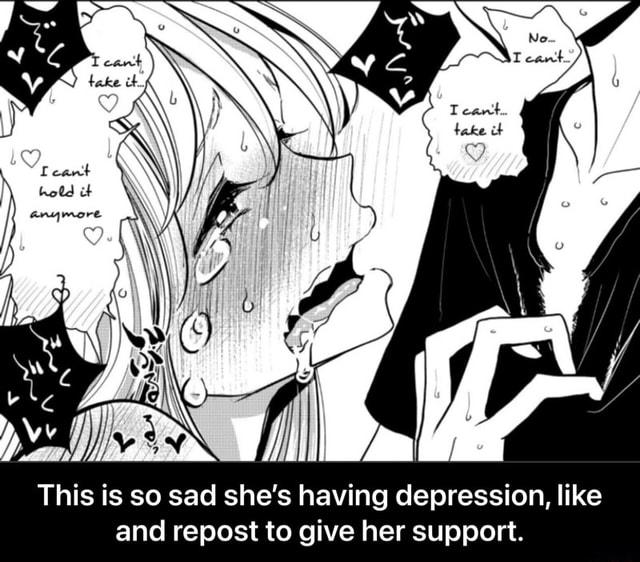 I can't
take it...
♡
I can't
hold it
anymore
♡
No...
I can't...
I can't...
take it
♡
This is so sad she's having depression, like
and repost to give her support.